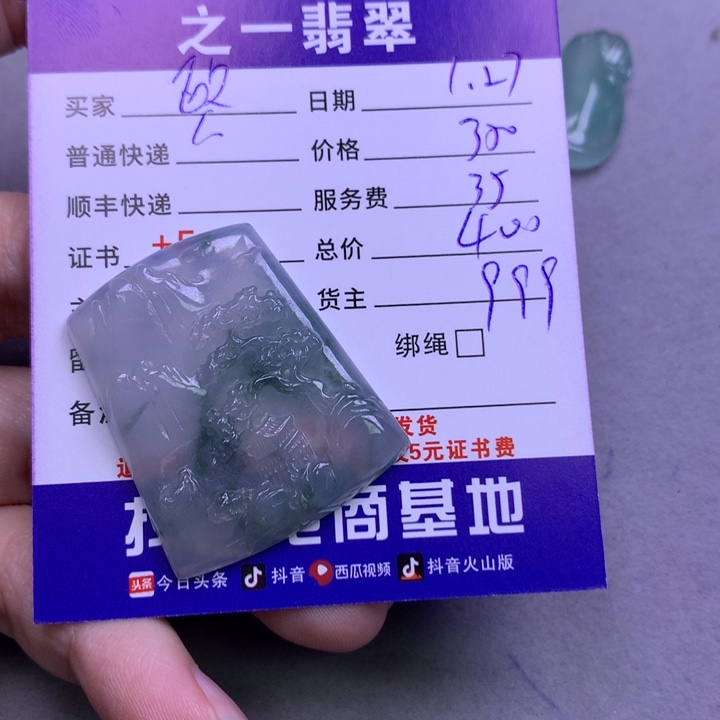 之一翡翠
买家 日期 1.27
普通快递 价格 300
顺丰快递 服务费 35
证书 +5 总价 400
货主 999
绑绳
备
发货
5元证书费
商基地
头条 今日头条 抖音 西瓜视频 抖音火山版